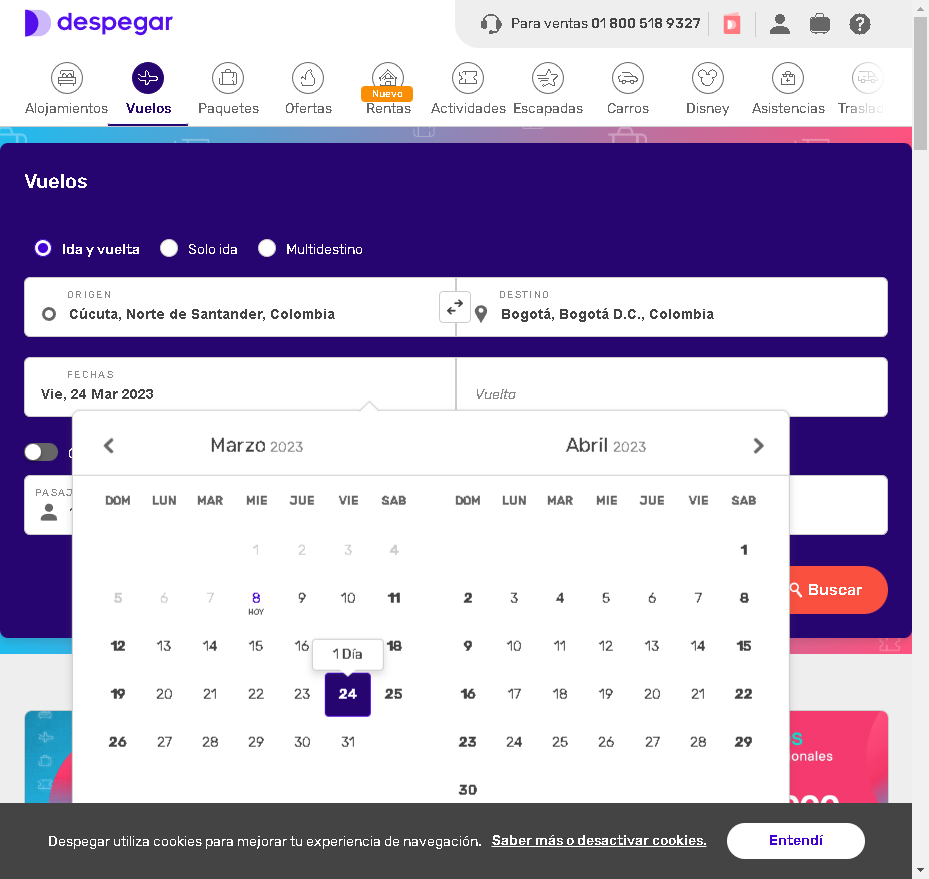 despegar
Para ventas 01 800 518 9327
Alojamientos
Vuelos
Paquetes
Ofertas
Nuevo
Rentas
Actividades
Escapadas
Carros
Disney
Asistencias
Vuelos
Ida y vuelta
Solo ida
Multidestino
ORIGEN
Cúcuta, Norte de Santander, Colombia
DESTINO
Bogotá, Bogotá D.C., Colombia
FECHAS
Vie, 24 Mar 2023
Vuelta
PASAJ
Marzo 2023
DOM LUN MAR MIE JUE VIE SAB
1 2 3 4
5 6 7 8 9 10 11
HOY
12 13 14 15 16 18
1 Día
19 20 21 22 23 24 25
26 27 28 29 30 31
Abril 2023
DOM LUN MAR MIE JUE VIE SAB
1
2 3 4 5 6 7 8
9 10 11 12 13 14 15
16 17 18 19 20 21 22
23 24 25 26 27 28 29
30
Buscar
onales
Despegar utiliza cookies para mejorar tu experiencia de navegación. Saber más o desactivar cookies.
Entendí